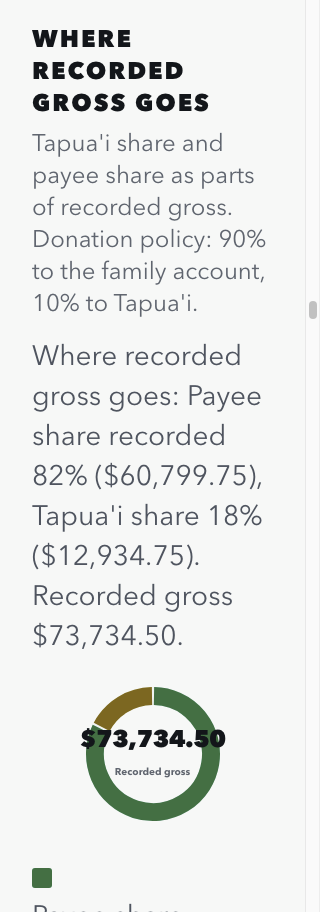 WHERE
RECORDED
GROSS GOES
Tapua'i share and
payee share as parts
of recorded gross.
Donation policy: 90%
to the family account,
10% to Tapua'i.
Where recorded
gross goes: Payee
share recorded
82% ($60,799.75),
Tapua'i share 18%
($12,934.75).
Recorded gross
$73,734.50.
$73,734.50
Recorded gross